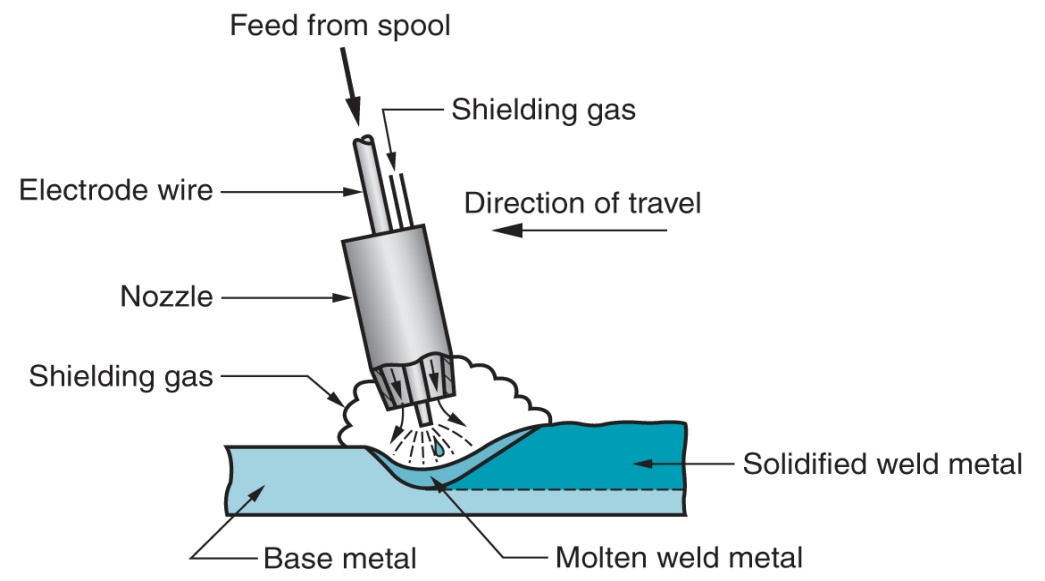 Feed from spool
Shielding gas
Electrode wire
Direction of travel
Nozzle
Shielding gas
Solidified weld metal
Base metal
Molten weld metal